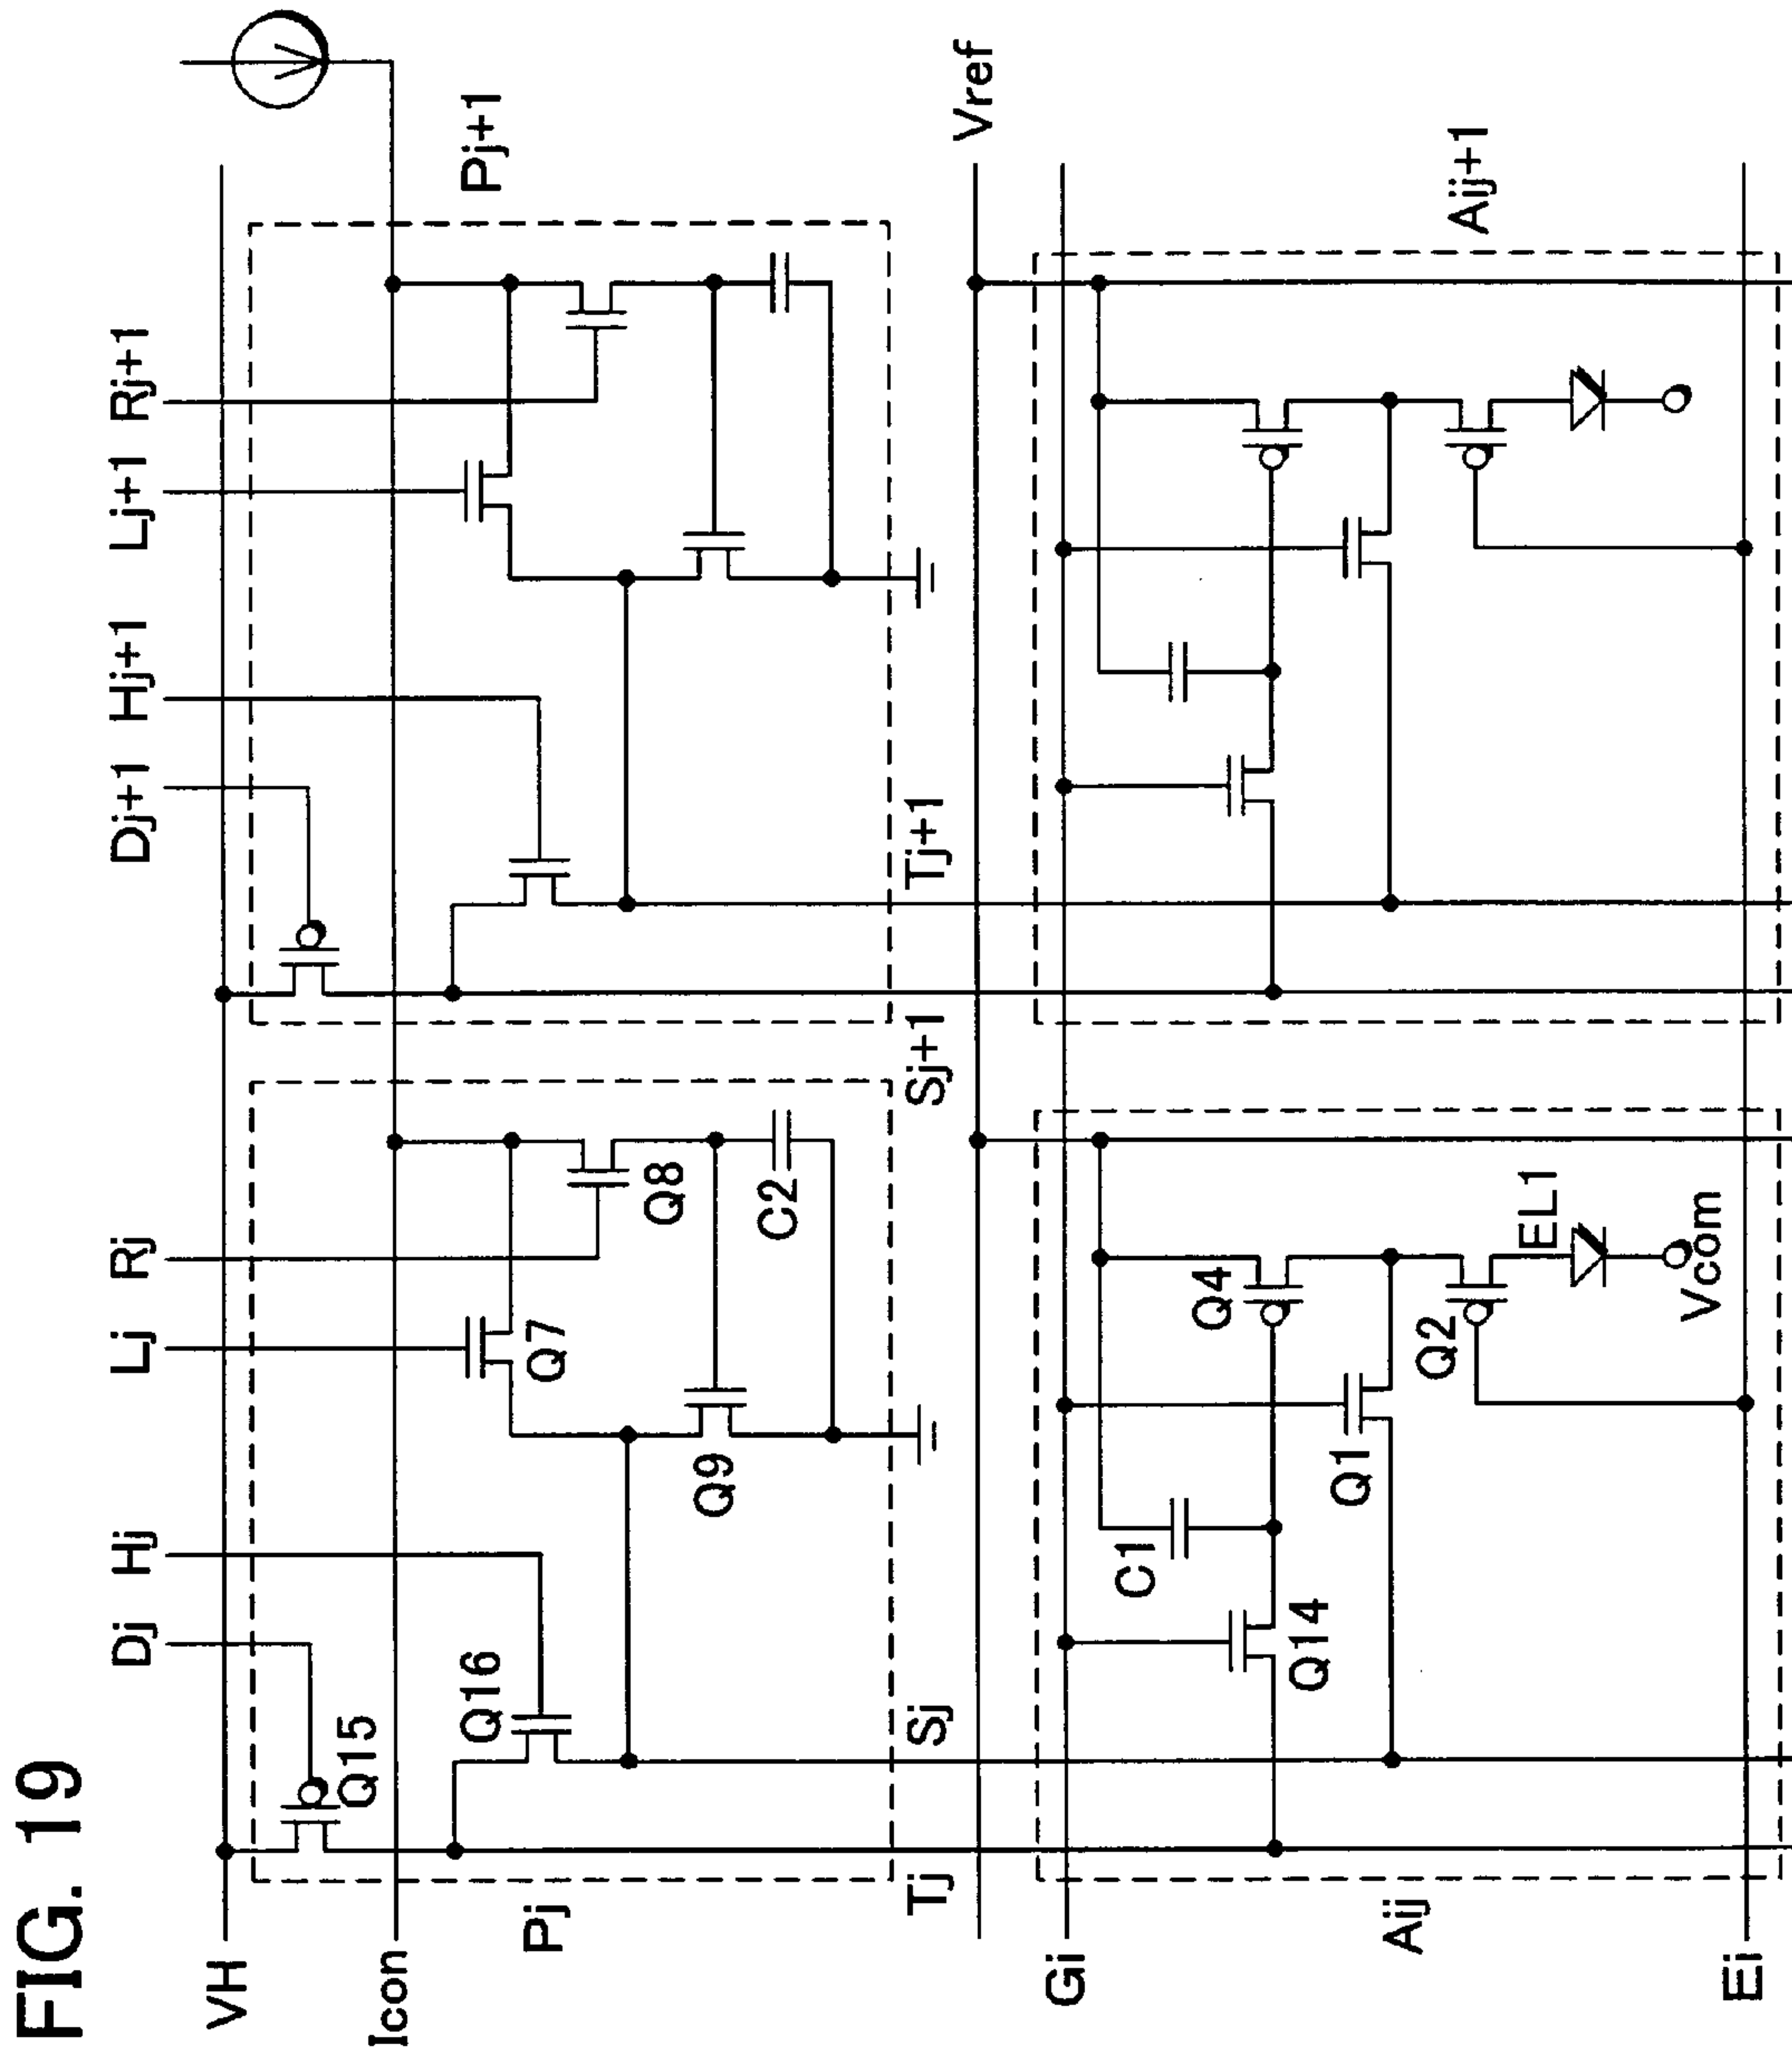 FIG. 19
Dj Hj Lj Rj Dj+1 Hj+1 Lj+1 Rj+1
VH
Q15
Icon
Q16
Q7
Pj
Pj+1
Q8
Q9
C2
Tj Sj Sj+1 Tj+1
Vref
Gi
C1
Q4
Q14
Q1
Aij
Q2
Aij+1
EL1
Vcom
Ei